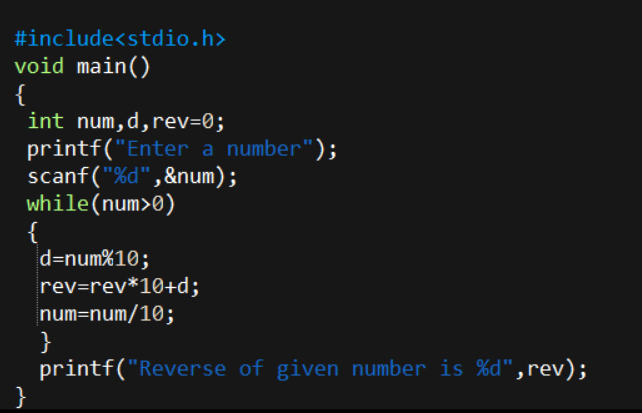 #include<stdio.h>
void main()
{
int num,d,rev=0;
printf("Enter a number");
scanf("%d",&num);
while(num>0)
{
d=num%10;
rev=rev*10+d;
num=num/10;
}
printf("Reverse of given number is %d",rev);
}